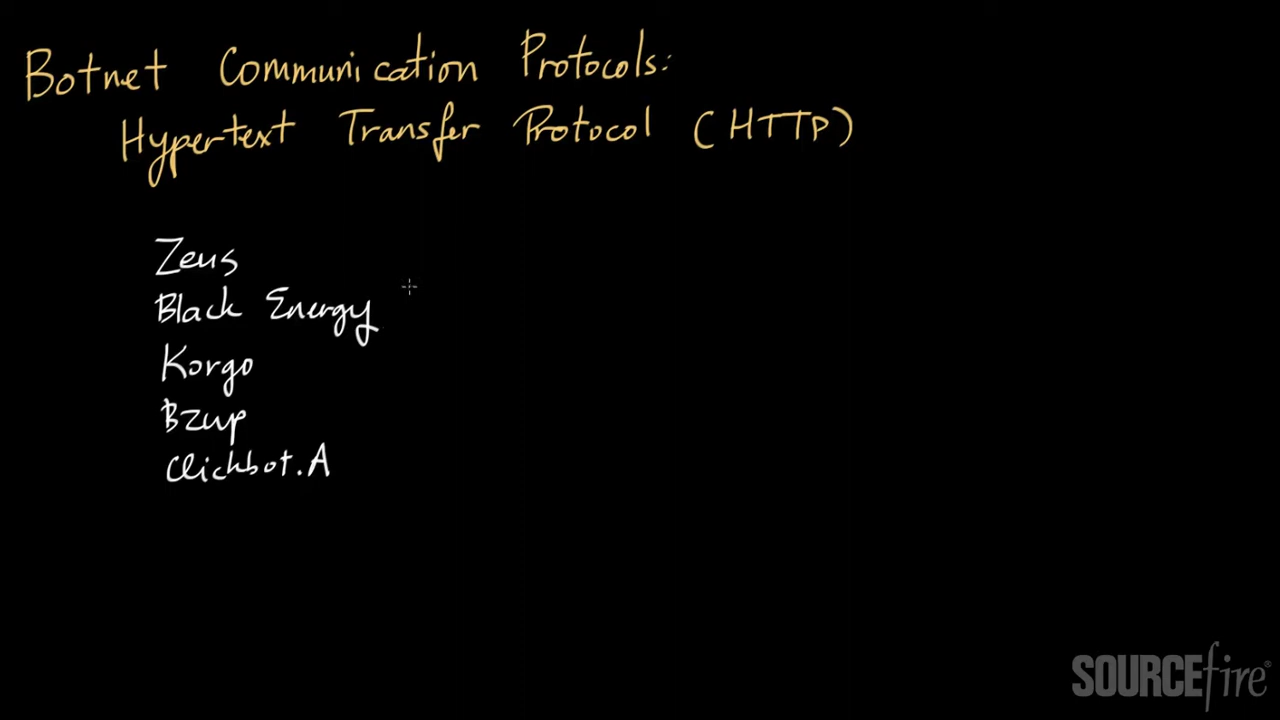 Botnet Communication Protocols:
Hypertext Transfer Protocol (HTTP)
Zeus
Black Energy
Korgo
Bzup
Clickbot.A
SOURCEfire®